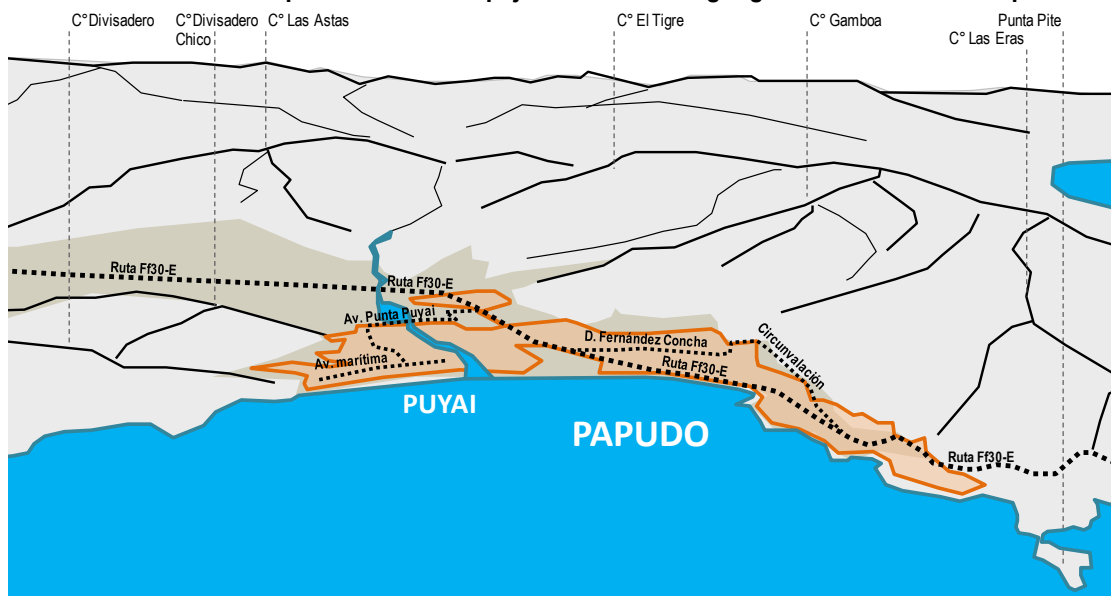 C° Divisadero
C° Divisadero
Chico
C° Las Astas
C° El Tigre
C° Gamboa
Punta Pite
C° Las Eras
Ruta Ff30-E
Ruta Ff30-E
Av. Punta Puyai
D. Fernández Concha
Circunvalación
Av. marítima
Ruta Ff30-E
PUYAI
PAPUDO
Ruta Ff30-E